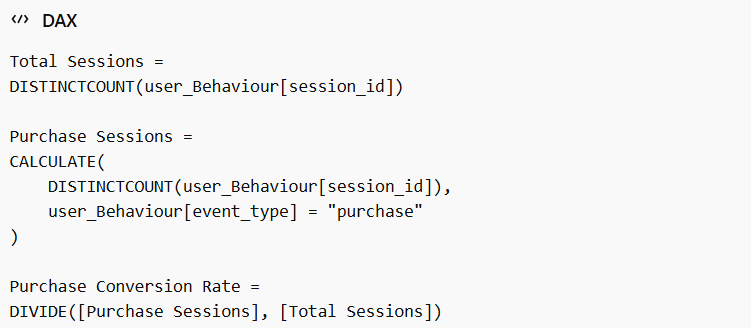 </> DAX
Total Sessions =
DISTINCTCOUNT(user_Behaviour[session_id])
Purchase Sessions =
CALCULATE(
    DISTINCTCOUNT(user_Behaviour[session_id]),
    user_Behaviour[event_type] = "purchase"
)
Purchase Conversion Rate =
DIVIDE([Purchase Sessions], [Total Sessions])